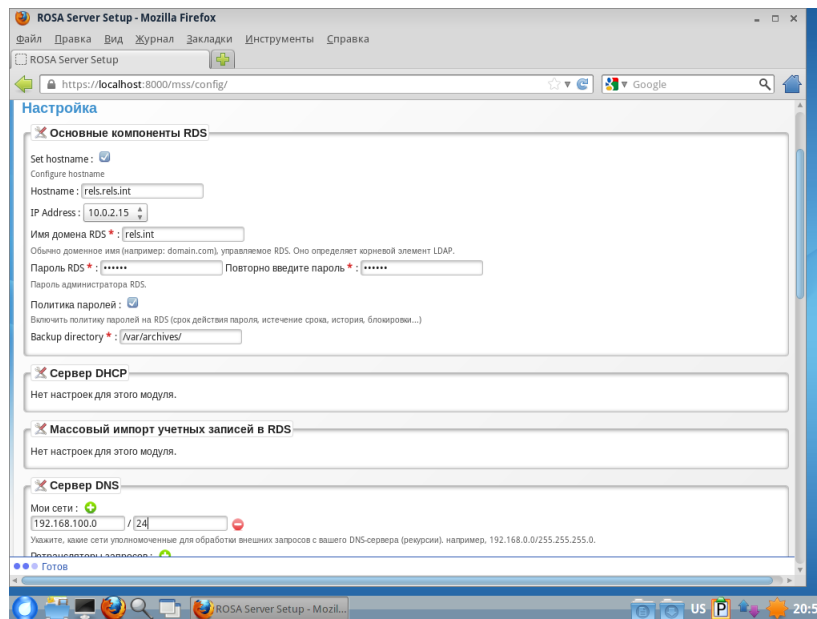 ROSA Server Setup - Mozilla Firefox
Файл Правка Вид Журнал Закладки Инструменты Справка
ROSA Server Setup
https://localhost:8000/mss/config/ Google
Настройка
Основные компоненты RDS
Set hostname :
Configure hostname
Hostname : rels.rels.int
IP Address : 10.0.2.15
Имя домена RDS * : rels.int
Обычно доменное имя (например: domain.com), управляемое RDS. Оно определяет корневой элемент LDAP.
Пароль RDS * : •••••• Повторно введите пароль * : ••••••
Пароль администратора RDS.
Политика паролей :
Включить политику паролей на RDS (срок действия пароля, истечение срока, история, блокировки...)
Backup directory * : /var/archives/
Сервер DHCP
Нет настроек для этого модуля.
Массовый импорт учетных записей в RDS
Нет настроек для этого модуля.
Сервер DNS
Мои сети :
192.168.100.0 / 24
Укажите, какие сети уполномоченные для обработки внешних запросов с вашего DNS-сервера (рекурсии). например, 192.168.0.0/255.255.255.0.
Ретрансляторы запросов :
Готов
ROSA Server Setup - Mozil... US P 20:5